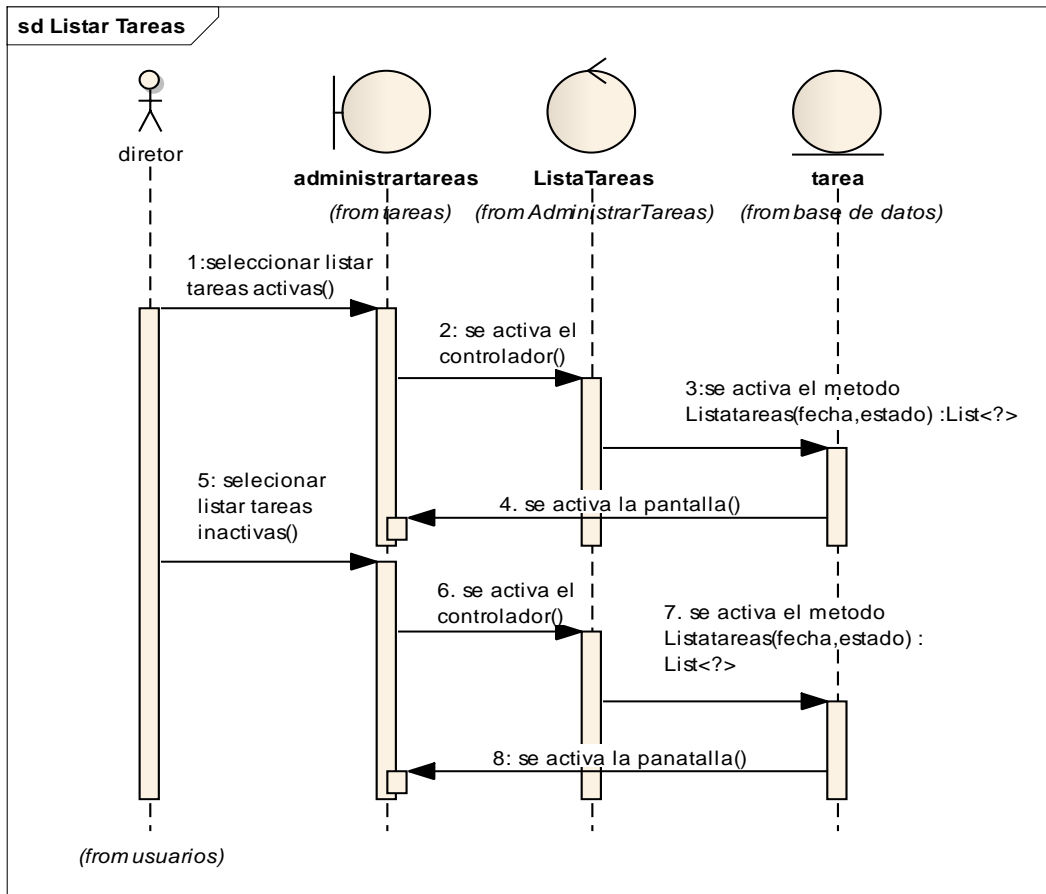 sd Listar Tareas
diretor
administrartareas
ListaTareas
tarea
(from tareas)
(from AdministrarTareas)
(from base de datos)
1:seleccionar listar
tareas activas()
2: se activa el
controlador()
3:se activa el metodo
Listatareas(fecha,estado) :List<?>
4. se activa la pantalla()
5: selecionar
listar tareas
inactivas()
6. se activa el
controlador()
7. se activa el metodo
Listatareas(fecha,estado) :
List<?>
8: se activa la panatalla()
(from usuarios)